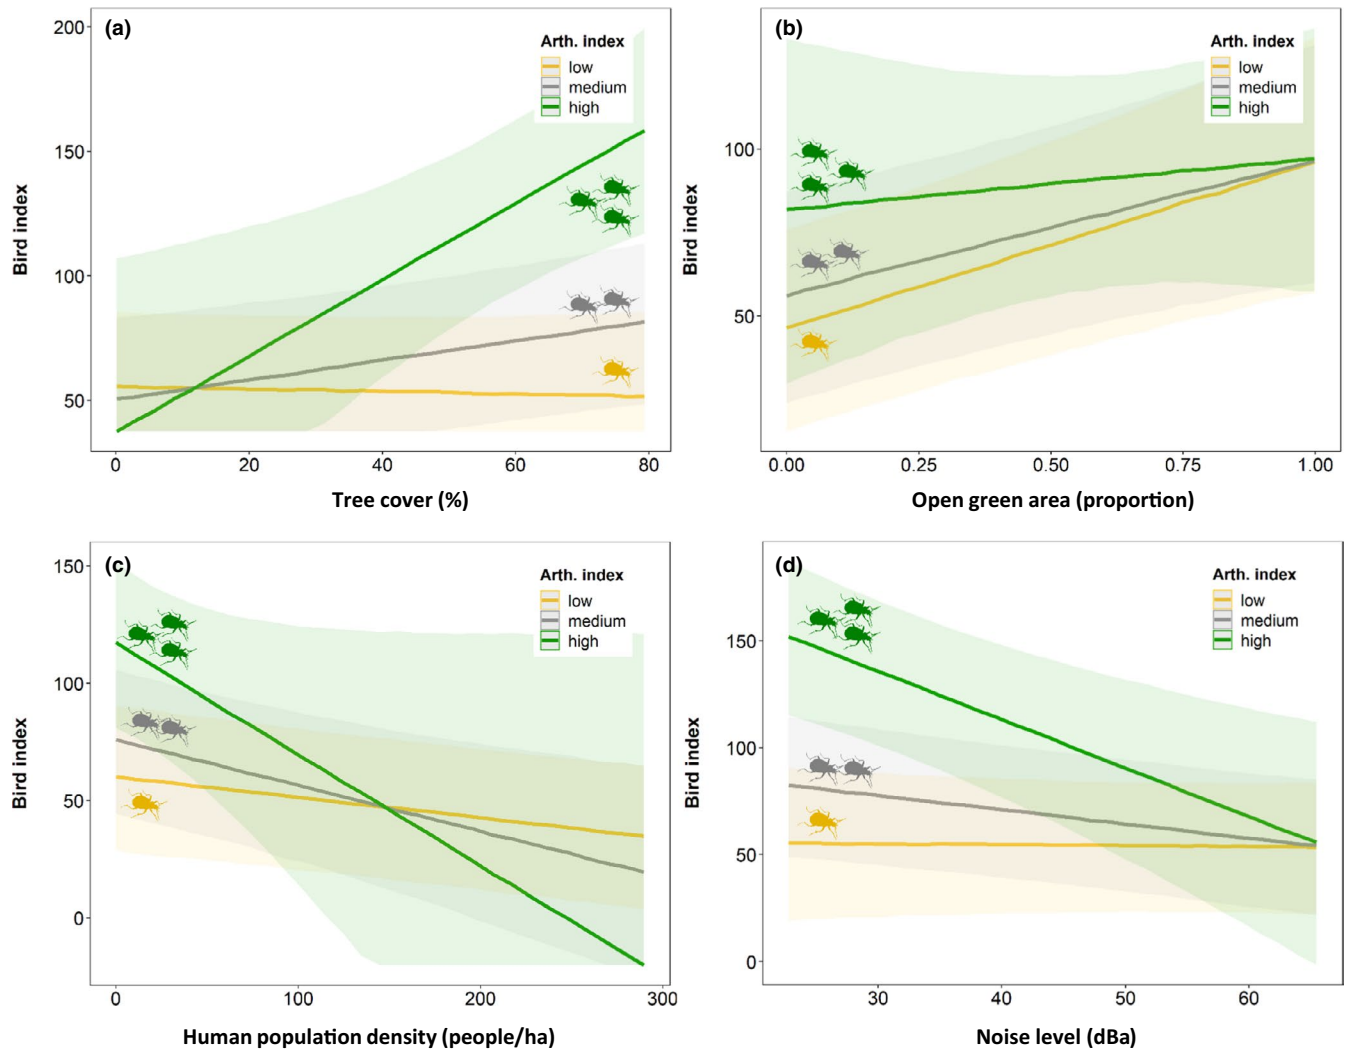 (a)
Arth. index
low
medium
high
200
150
100
50
Bird index
0 20 40 60 80
Tree cover (%)
(b)
Arth. index
low
medium
high
100
50
Bird index
0.00 0.25 0.50 0.75 1.00
Open green area (proportion)
(c)
Arth. index
low
medium
high
150
100
50
0
Bird index
0 100 200 300
Human population density (people/ha)
(d)
Arth. index
low
medium
high
150
100
50
0
Bird index
30 40 50 60
Noise level (dBa)